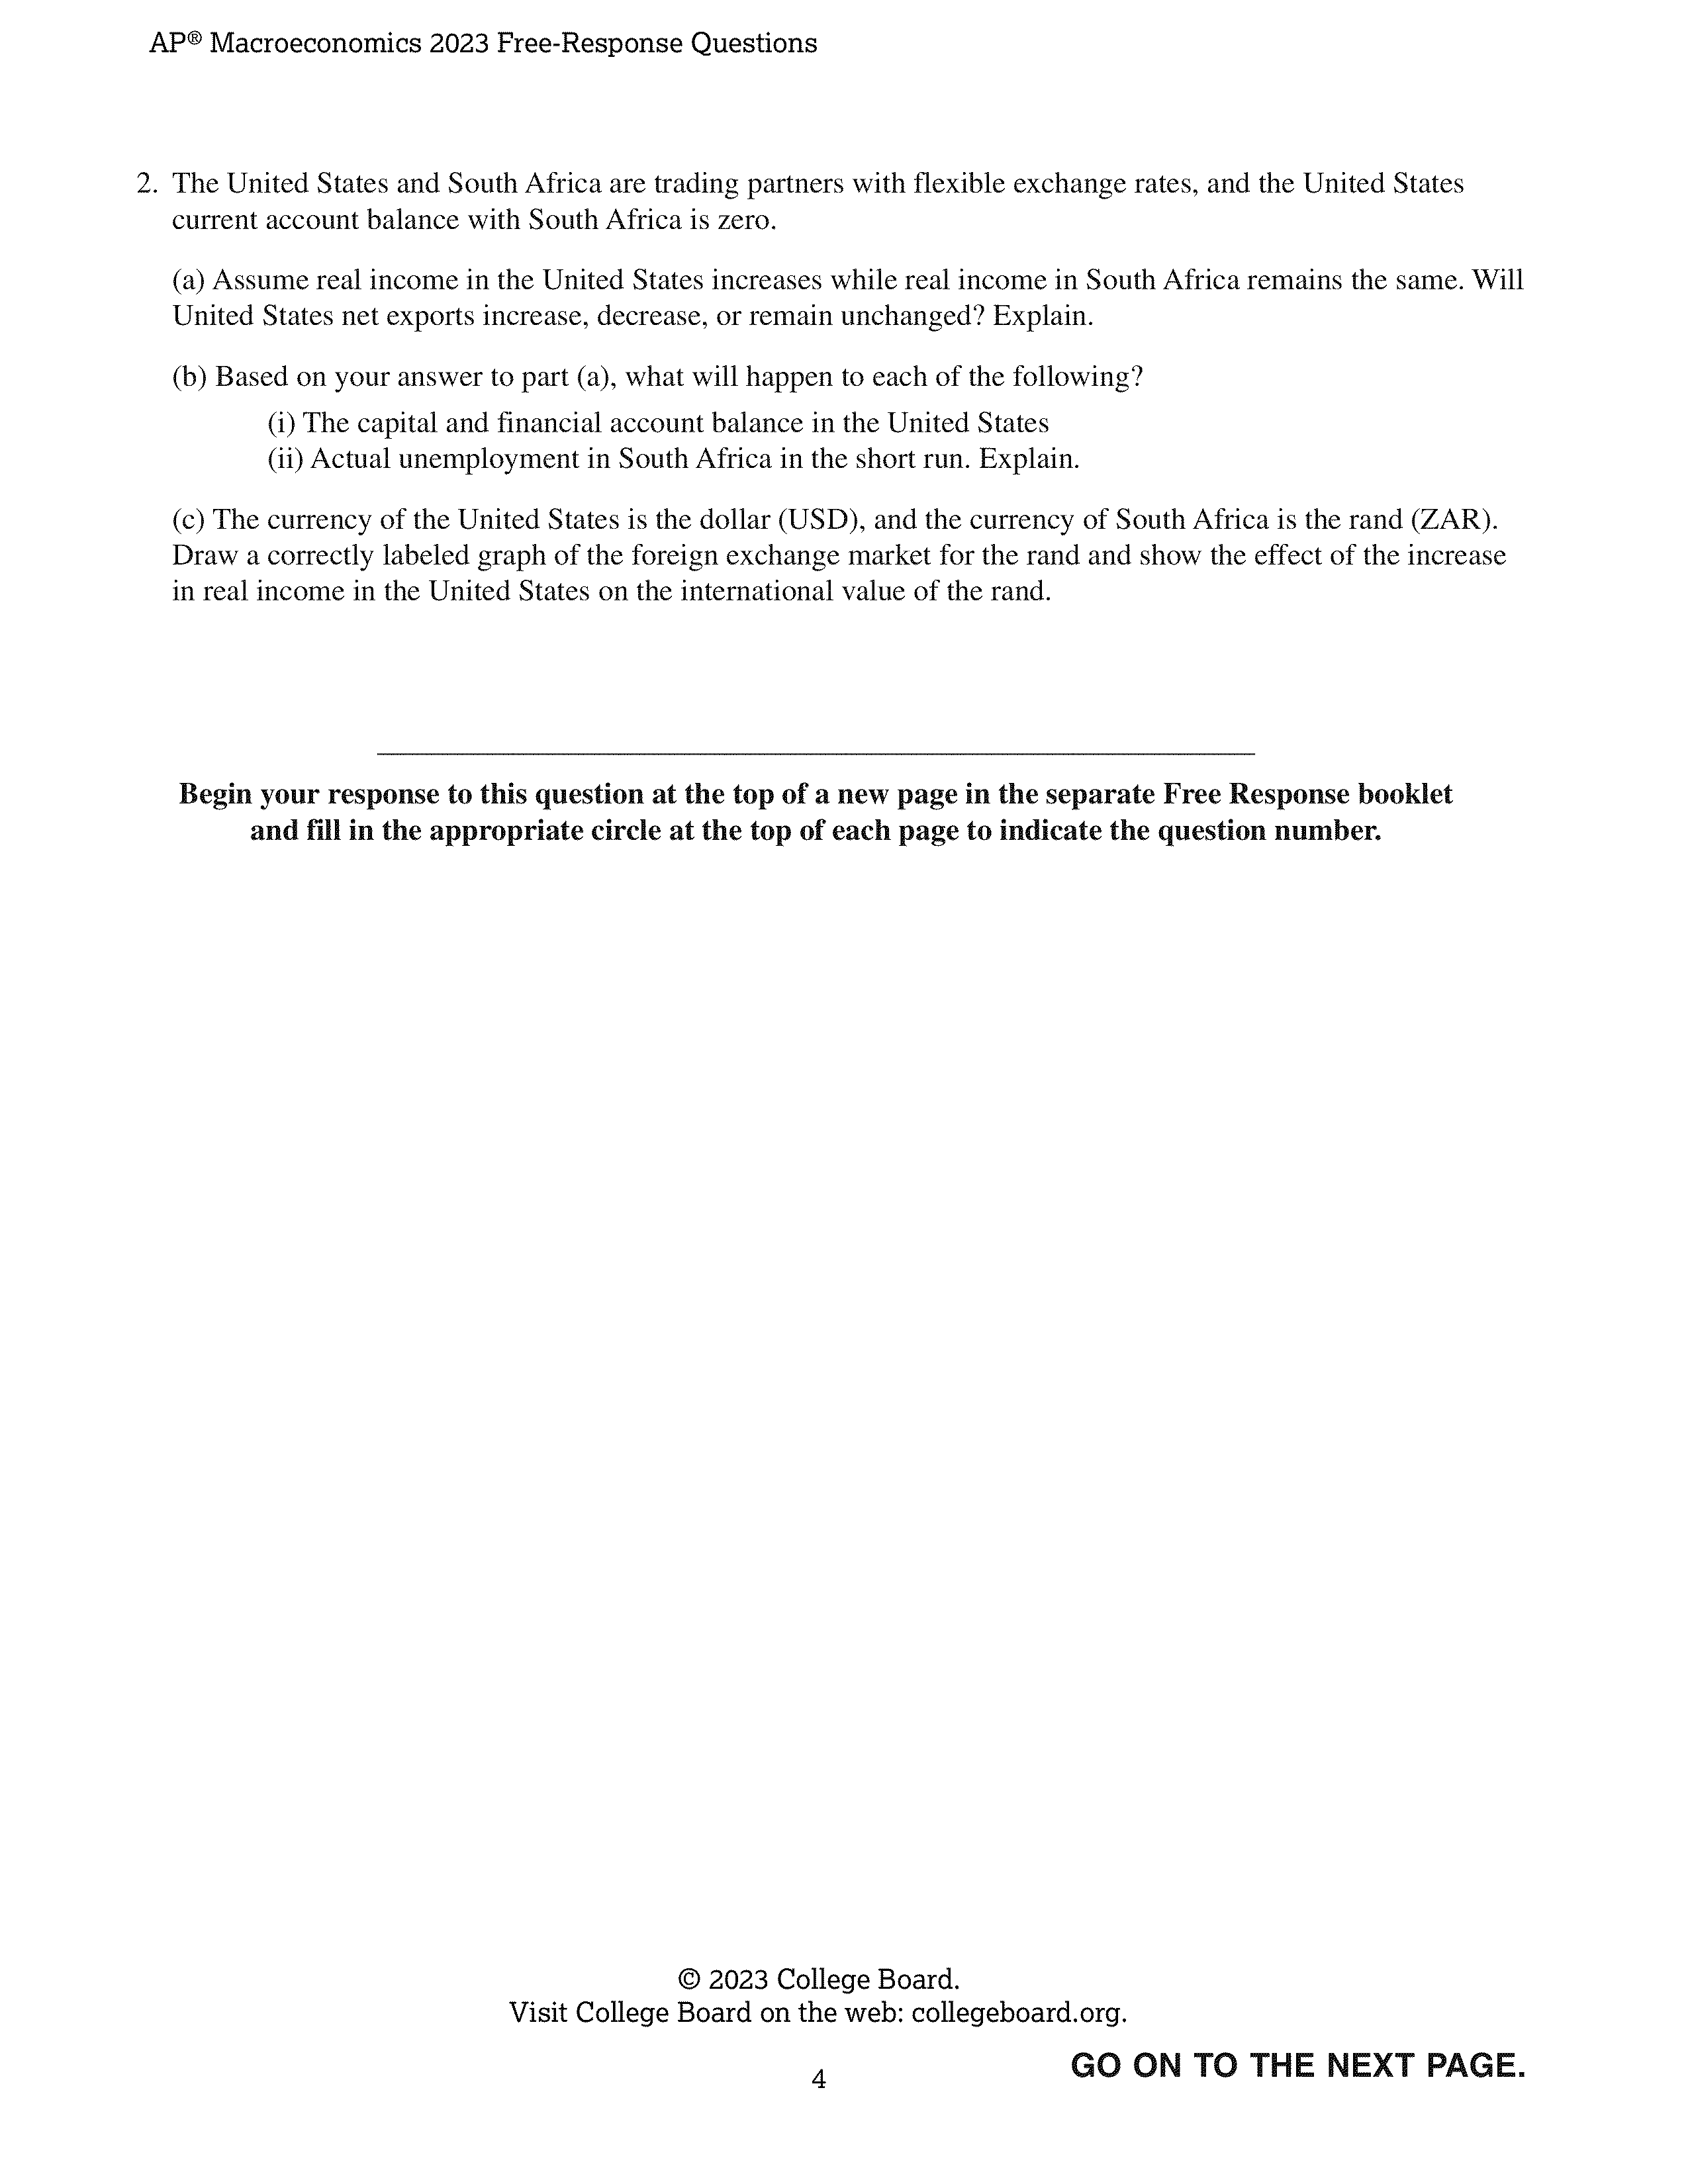 AP® Macroeconomics 2023 Free-Response Questions
2. The United States and South Africa are trading partners with flexible exchange rates, and the United States
current account balance with South Africa is zero.
(a) Assume real income in the United States increases while real income in South Africa remains the same. Will
United States net exports increase, decrease, or remain unchanged? Explain.
(b) Based on your answer to part (a), what will happen to each of the following?
(i) The capital and financial account balance in the United States
(ii) Actual unemployment in South Africa in the short run. Explain.
(c) The currency of the United States is the dollar (USD), and the currency of South Africa is the rand (ZAR).
Draw a correctly labeled graph of the foreign exchange market for the rand and show the effect of the increase
in real income in the United States on the international value of the rand.
Begin your response to this question at the top of a new page in the separate Free Response booklet
and fill in the appropriate circle at the top of each page to indicate the question number.
© 2023 College Board.
Visit College Board on the web: collegeboard.org.
GO ON TO THE NEXT PAGE.
4